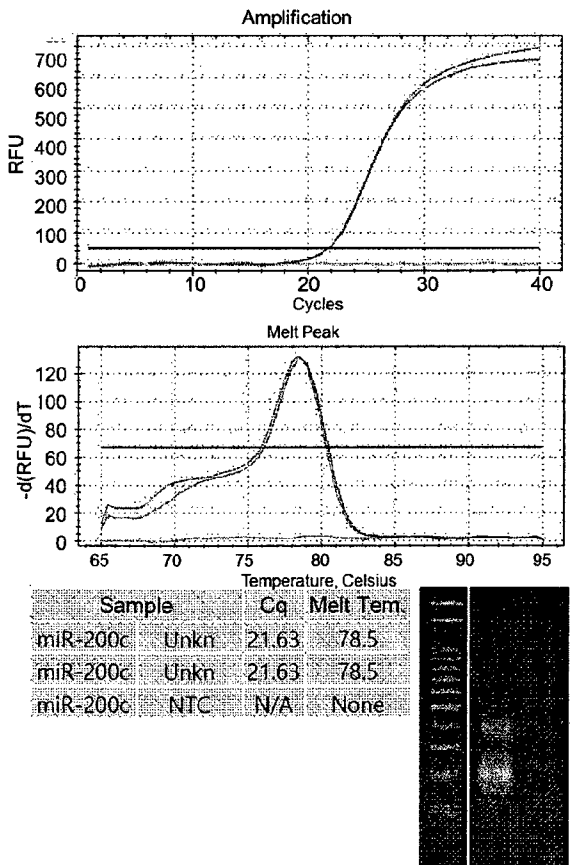 Amplification
RFU
700
600
500
400
300
200
100
0
0 10 20 30 40
Cycles
Melt Peak
-d(RFU)/dT
120
100
80
60
40
20
0
65 70 75 80 85 90 95
Temperature, Celsius
Sample Cq Melt Tem.
miR-200c Unkn 21.63 78.5
miR-200c Unkn 21.63 78.5
miR-200c NTC N/A None